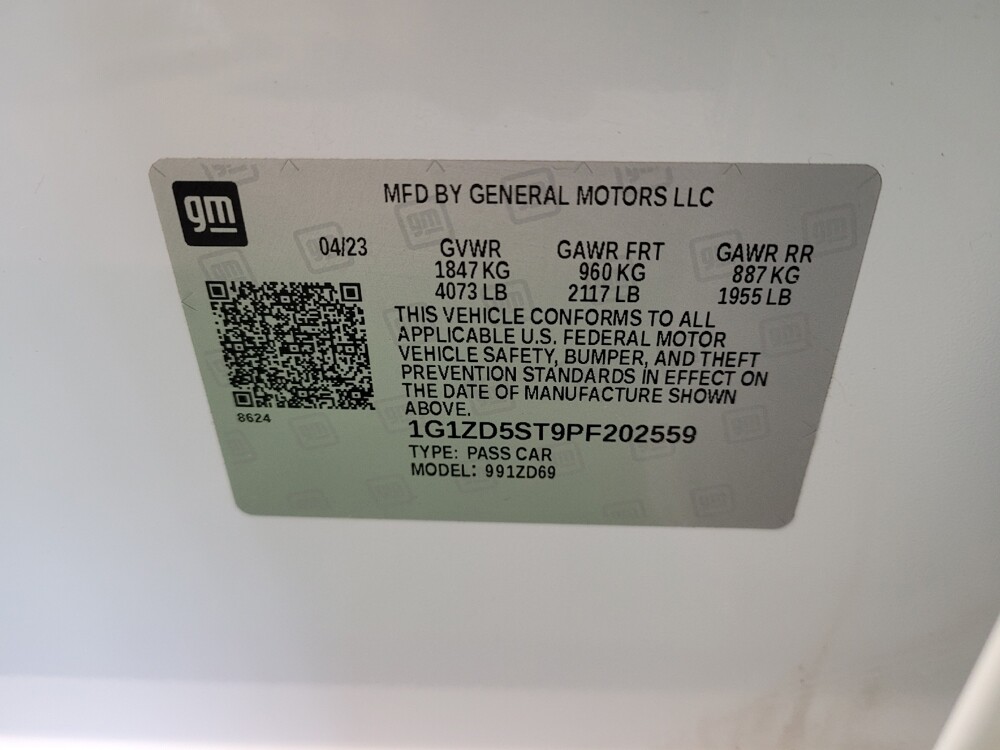 gm
MFD BY GENERAL MOTORS LLC
04/23 GVWR GAWR FRT GAWR RR
1847 KG 960 KG 887 KG
4073 LB 2117 LB 1955 LB
THIS VEHICLE CONFORMS TO ALL
APPLICABLE U.S. FEDERAL MOTOR
VEHICLE SAFETY, BUMPER, AND THEFT
PREVENTION STANDARDS IN EFFECT ON
THE DATE OF MANUFACTURE SHOWN
ABOVE.
8624
1G1ZD5ST9PF202559
TYPE: PASS CAR
MODEL: 991ZD69